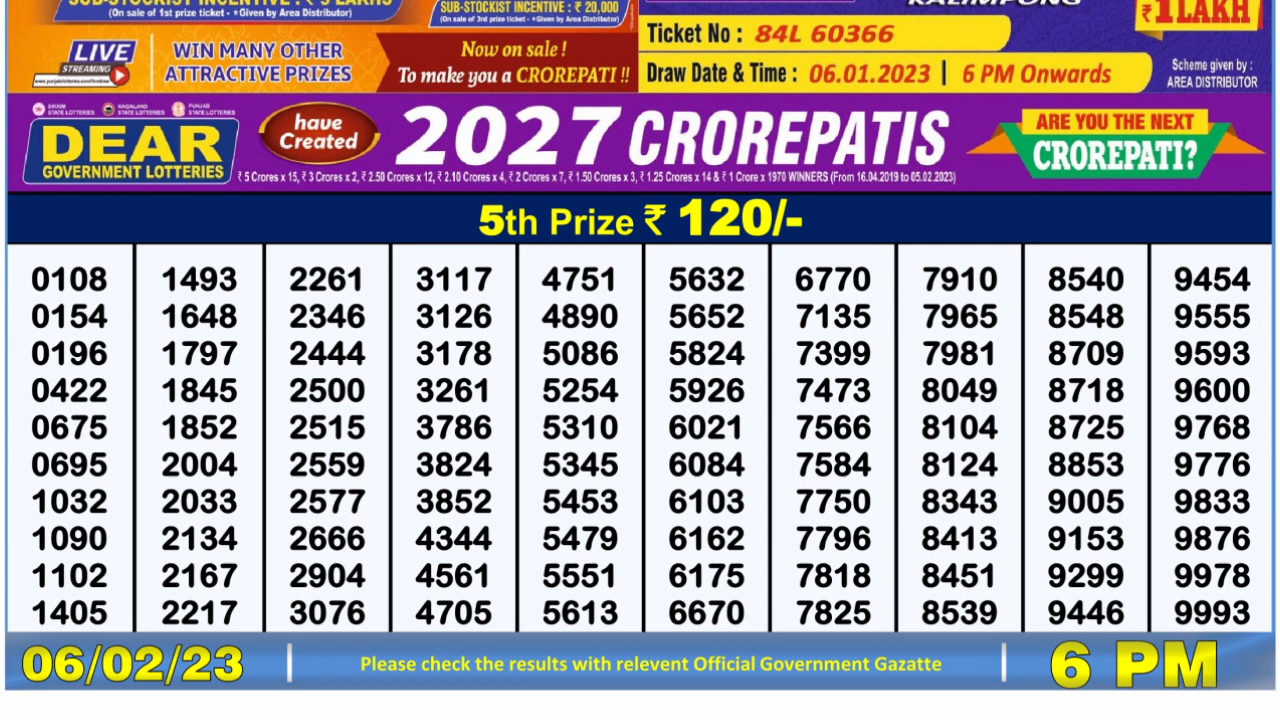 SUB-STOCKIST INCENTIVE : ₹ 5 LAKHS
(On sale of 1st prize ticket - *Given by Area Distributor)
SUB-STOCKIST INCENTIVE : ₹ 20,000
(On sale of 3rd prize ticket - *Given by Area Distributor)
KALIMPONG
₹1LAKH
Ticket No : 84L 60366
LIVE
STREAMING
WIN MANY OTHER
ATTRACTIVE PRIZES
Now on sale !
To make you a CROREPATI !!
Draw Date & Time : 06.01.2023 | 6 PM Onwards
Scheme given by :
AREA DISTRIBUTOR
SIKKIM STATE LOTTERIES
NAGALAND STATE LOTTERIES
PUNJAB STATE LOTTERIES
DEAR
GOVERNMENT LOTTERIES
have
Created
2027 CROREPATIS
₹ 5 Crores x 15, ₹ 3 Crores x 2, ₹ 2.50 Crores x 12, ₹ 2.10 Crores x 4, ₹ 2 Crores x 7, ₹ 1.50 Crores x 3, ₹ 1.25 Crores x 14 & ₹ 1 Crore x 1970 WINNERS (From 16.04.2019 to 05.02.2023)
ARE YOU THE NEXT
CROREPATI?
5th Prize ₹ 120/-
0108 1493 2261 3117 4751 5632 6770 7910 8540 9454
0154 1648 2346 3126 4890 5652 7135 7965 8548 9555
0196 1797 2444 3178 5086 5824 7399 7981 8709 9593
0422 1845 2500 3261 5254 5926 7473 8049 8718 9600
0675 1852 2515 3786 5310 6021 7566 8104 8725 9768
0695 2004 2559 3824 5345 6084 7584 8124 8853 9776
1032 2033 2577 3852 5453 6103 7750 8343 9005 9833
1090 2134 2666 4344 5479 6162 7796 8413 9153 9876
1102 2167 2904 4561 5551 6175 7818 8451 9299 9978
1405 2217 3076 4705 5613 6670 7825 8539 9446 9993
06/02/23 | Please check the results with relevent Official Government Gazatte | 6 PM